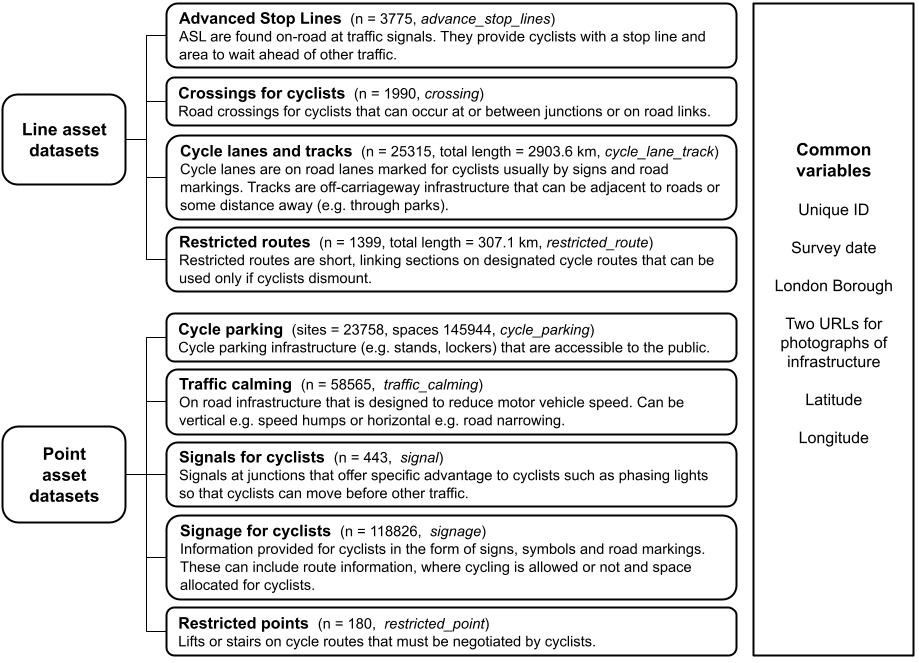 Line asset
datasets
Advanced Stop Lines (n = 3775, advance_stop_lines)
ASL are found on-road at traffic signals. They provide cyclists with a stop line and
area to wait ahead of other traffic.
Crossings for cyclists (n = 1990, crossing)
Road crossings for cyclists that can occur at or between junctions or on road links.
Cycle lanes and tracks (n = 25315, total length = 2903.6 km, cycle_lane_track)
Cycle lanes are on road lanes marked for cyclists usually by signs and road
markings. Tracks are off-carriageway infrastructure that can be adjacent to roads or
some distance away (e.g. through parks).
Restricted routes (n = 1399, total length = 307.1 km, restricted_route)
Restricted routes are short, linking sections on designated cycle routes that can be
used only if cyclists dismount.
Point
asset
datasets
Cycle parking (sites = 23758, spaces 145944, cycle_parking)
Cycle parking infrastructure (e.g. stands, lockers) that are accessible to the public.
Traffic calming (n = 58565, traffic_calming)
On road infrastructure that is designed to reduce motor vehicle speed. Can be
vertical e.g. speed humps or horizontal e.g. road narrowing.
Signals for cyclists (n = 443, signal)
Signals at junctions that offer specific advantage to cyclists such as phasing lights
so that cyclists can move before other traffic.
Signage for cyclists (n = 118826, signage)
Information provided for cyclists in the form of signs, symbols and road markings.
These can include route information, where cycling is allowed or not and space
allocated for cyclists.
Restricted points (n = 180, restricted_point)
Lifts or stairs on cycle routes that must be negotiated by cyclists.
Common
variables
Unique ID
Survey date
London Borough
Two URLs for
photographs of
infrastructure
Latitude
Longitude